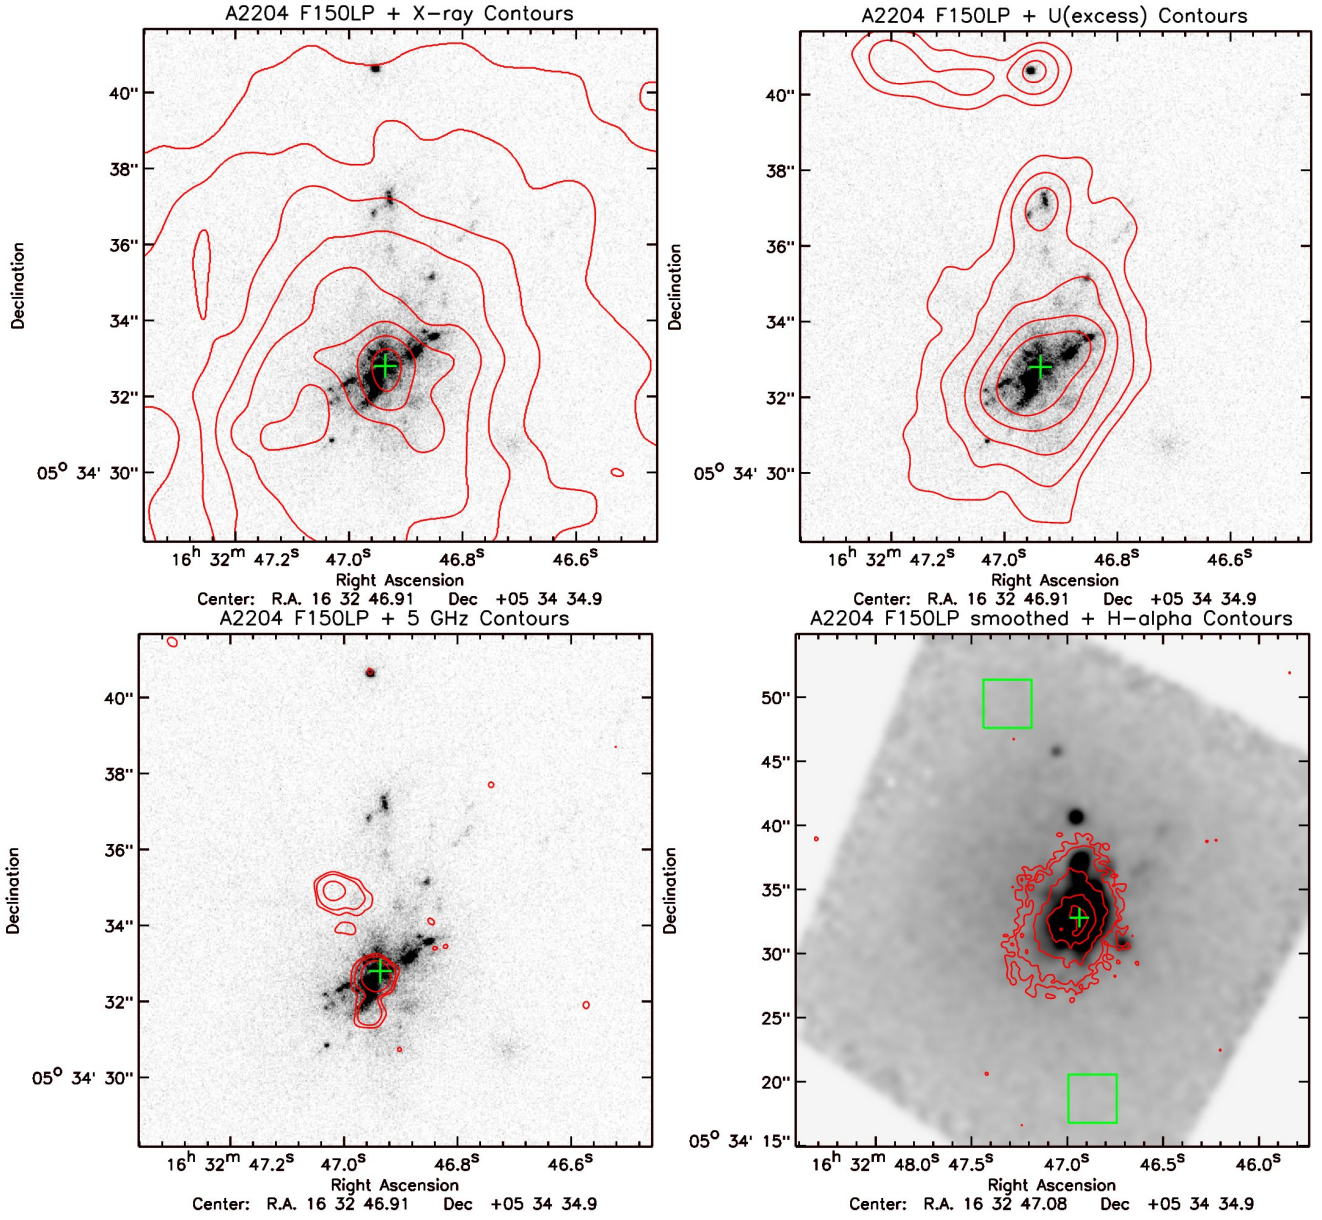 A2204 F150LP + X-ray Contours
40"
38"
36"
34"
32"
05° 34' 30"
Declination
16h 32m 47.2s 47.0s 46.8s 46.6s
Right Ascension
Center: R.A. 16 32 46.91 Dec +05 34 34.9
A2204 F150LP + U(excess) Contours
40"
38"
36"
34"
32"
05° 34' 30"
Declination
16h 32m 47.2s 47.0s 46.8s 46.6s
Right Ascension
Center: R.A. 16 32 46.91 Dec +05 34 34.9
A2204 F150LP + 5 GHz Contours
40"
38"
36"
34"
32"
05° 34' 30"
Declination
16h 32m 47.2s 47.0s 46.8s 46.6s
Right Ascension
Center: R.A. 16 32 46.91 Dec +05 34 34.9
A2204 F150LP smoothed + H-alpha Contours
50"
45"
40"
35"
30"
25"
20"
05° 34' 15"
Declination
16h 32m 48.0s 47.5s 47.0s 46.5s 46.0s
Right Ascension
Center: R.A. 16 32 47.08 Dec +05 34 34.9